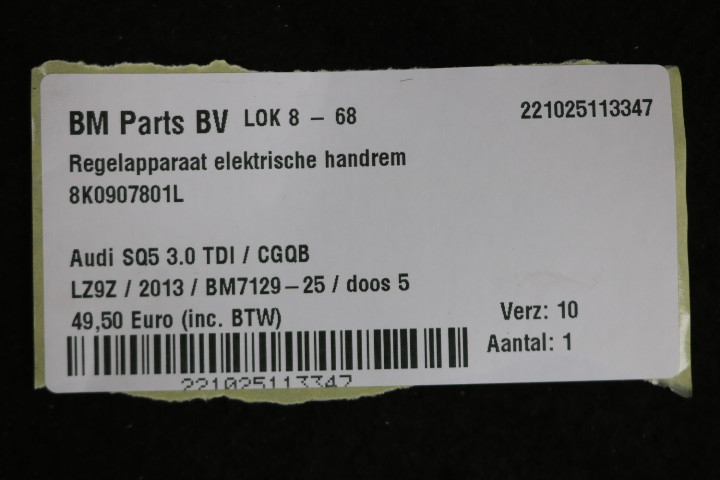 BM Parts BV LOK 8 – 68 221025113347
Regelapparaat elektrische handrem
8K0907801L
Audi SQ5 3.0 TDI / CGQB
LZ9Z / 2013 / BM7129–25 / doos 5
49,50 Euro (inc. BTW) Verz: 10
Aantal: 1
221025113347